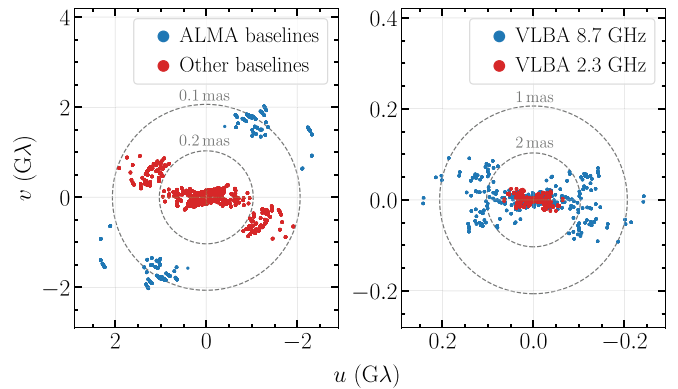 ALMA baselines
Other baselines
0.1 mas
0.2 mas
4
2
0
−2
2
0
−2
v (Gλ)
VLBA 8.7 GHz
VLBA 2.3 GHz
1 mas
2 mas
0.4
0.2
0.0
−0.2
0.2
0.0
−0.2
u (Gλ)